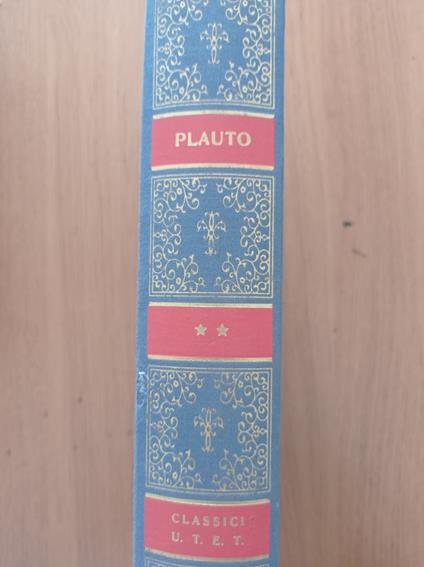 PLAUTO
★ ★
CLASSICI
U. T. E. T.